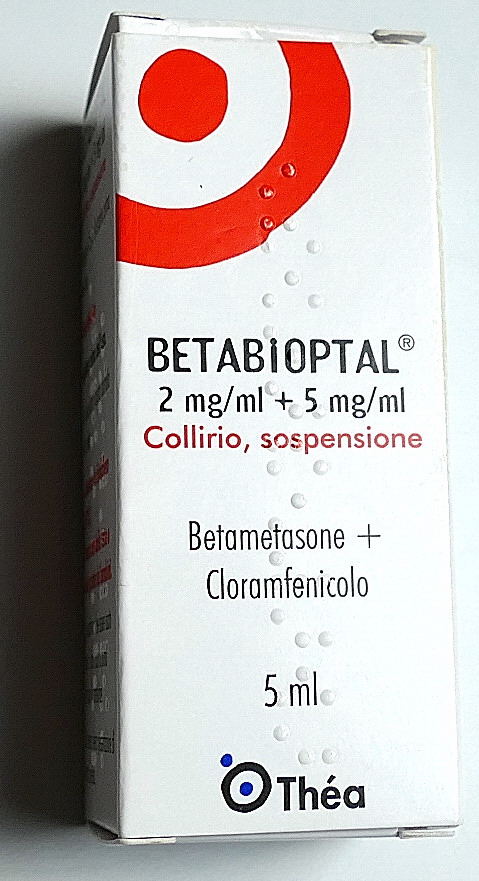 BETABIOPTAL®
2 mg/ml + 5 mg/ml
Collirio, sospensione
Betametasone +
Cloramfenicolo
5 ml
Théa